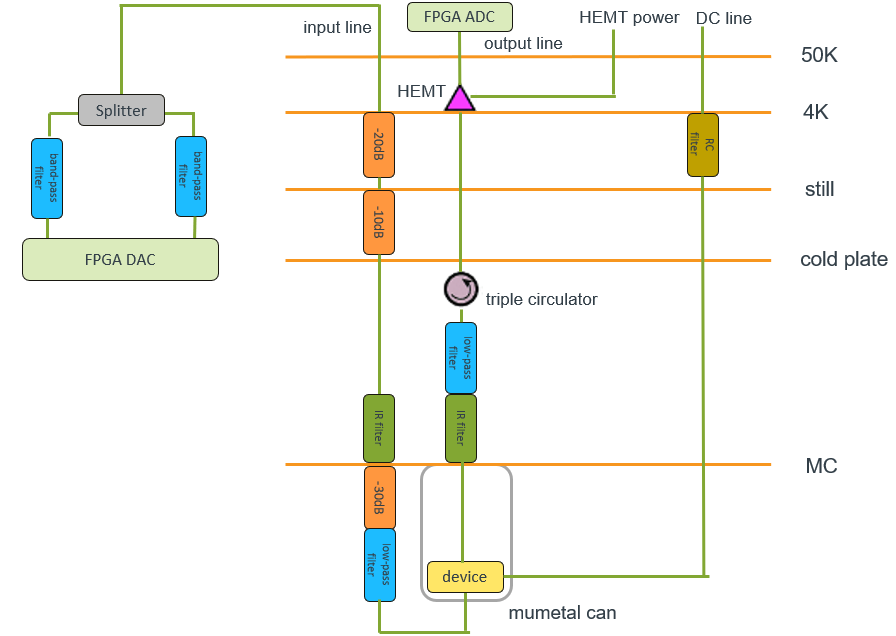 FPGA ADC
HEMT power
DC line
input line
output line
50K
HEMT
4K
Splitter
-20dB
RC
filter
band-pass
filter
band-pass
filter
still
-10dB
FPGA DAC
cold plate
triple circulator
low-pass
filter
IR filter
IR filter
MC
-30dB
low-pass
filter
device
mumetal can